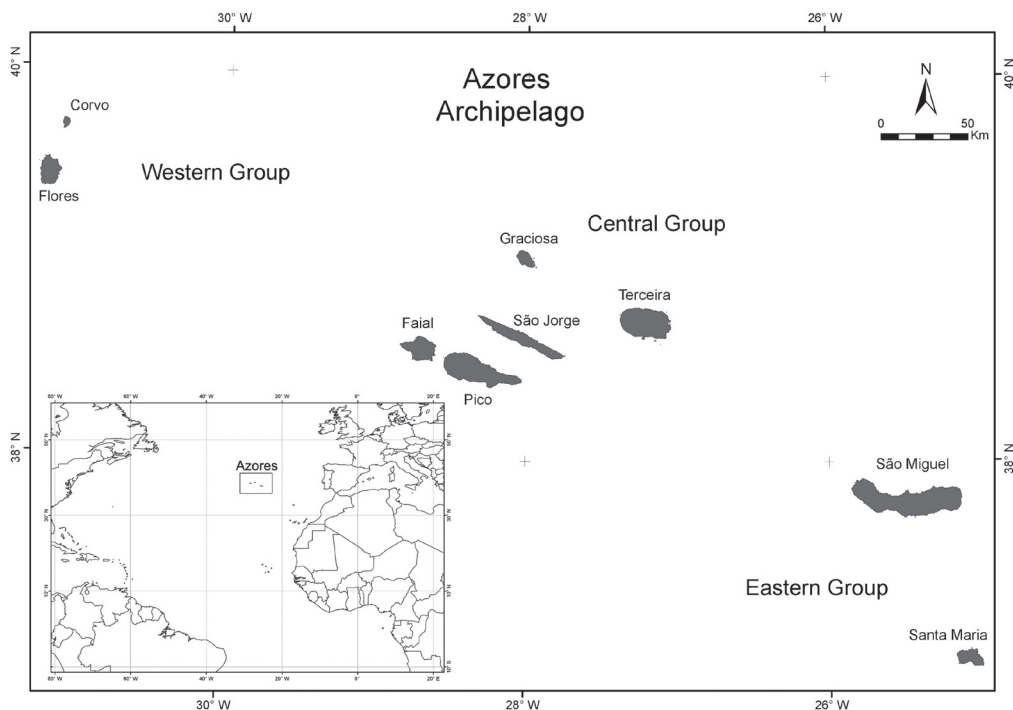 30° W 28° W 26° W
40° N
40° N
Azores
Archipelago
N
0 50
Km
Corvo
Western Group
Flores
Central Group
Graciosa
Terceira
São Jorge
Faial
Pico
38° N
38° N
São Miguel
Eastern Group
Santa Maria
Azores
30° W 28° W 26° W